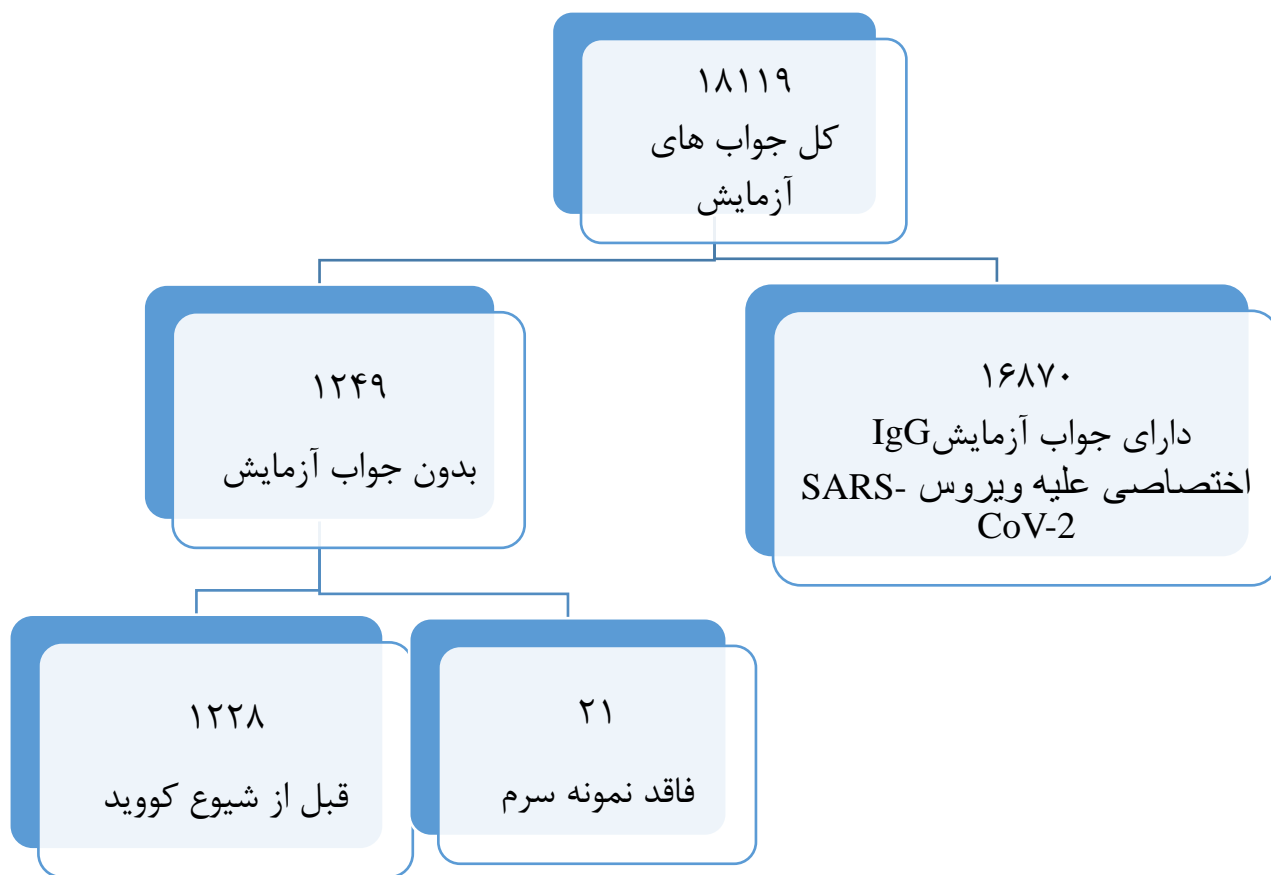 ۱۸۱۱۹
کل جواب های
آزمایش
۱۶۸۷۰
دارای جواب آزمایشIgG
اختصاصی علیه ویروس SARS-
CoV-2
۱۲۴۹
بدون جواب آزمایش
۲۱
فاقد نمونه سرم
۱۲۲۸
قبل از شیوع کووید